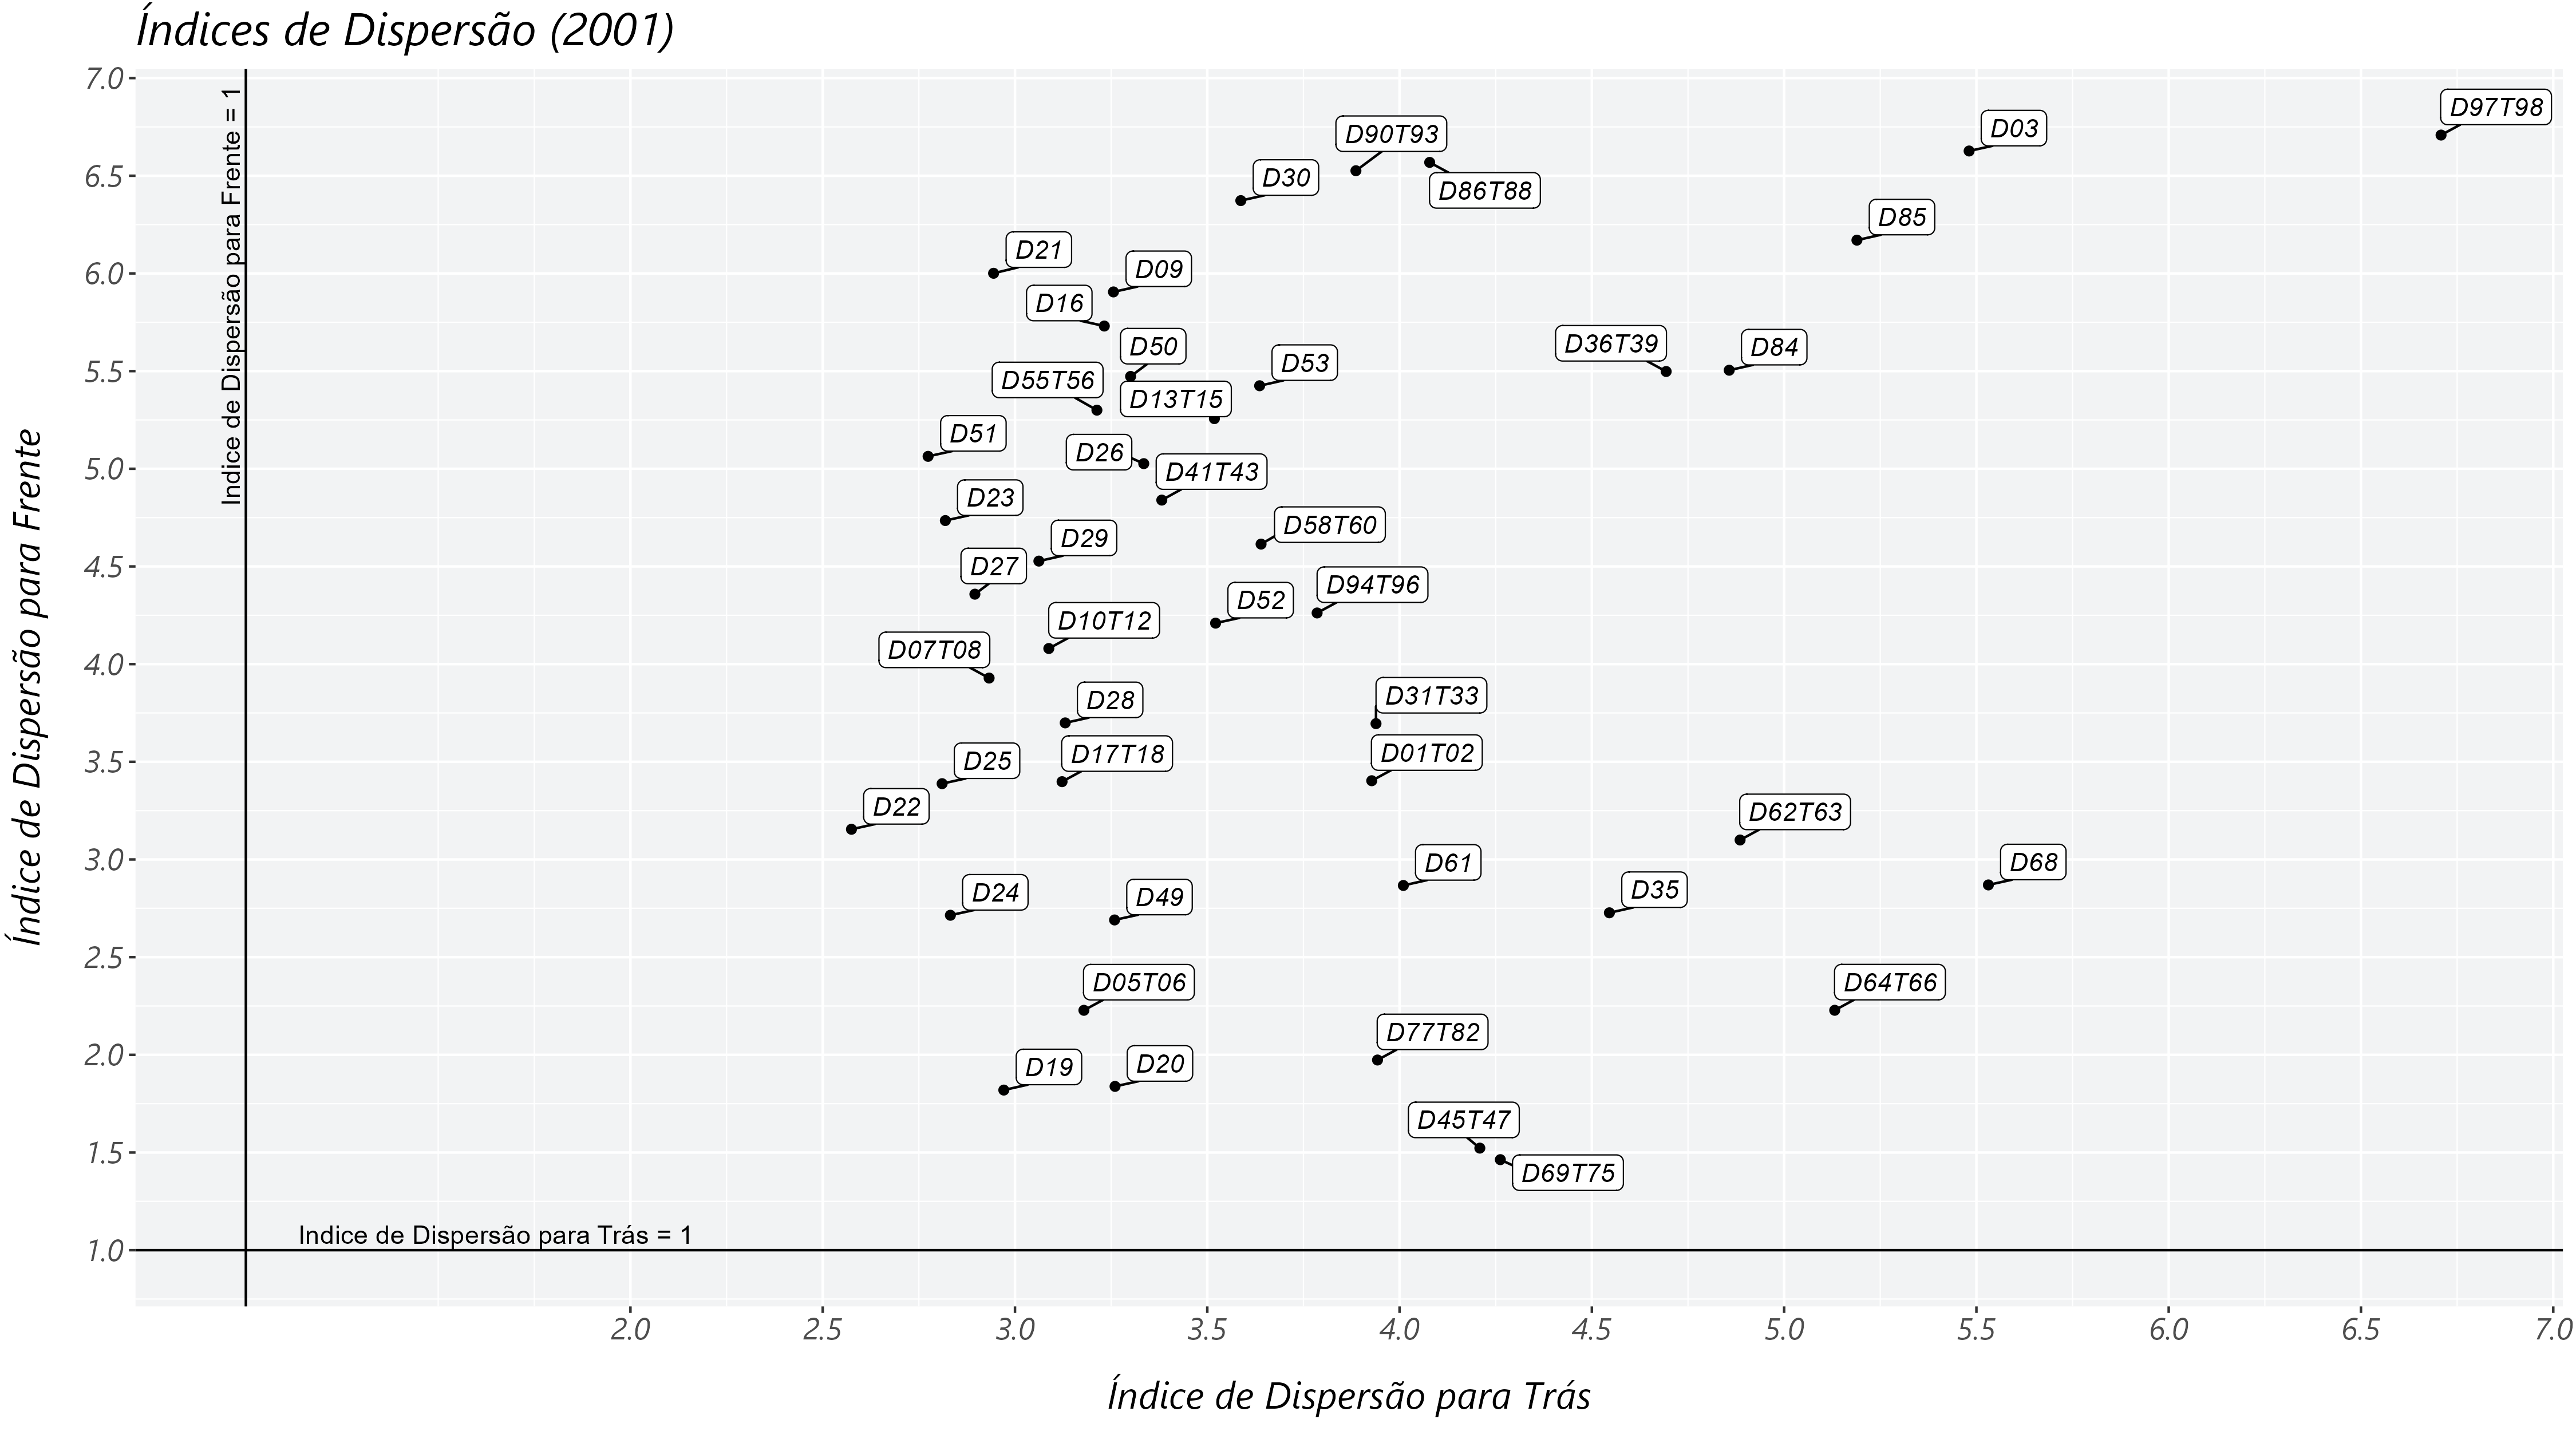 Índices de Dispersão (2001)
7.0
6.5
6.0
5.5
5.0
4.5
4.0
3.5
3.0
2.5
2.0
1.5
1.0
Índice de Dispersão para Frente
Indice de Dispersão para Frente = 1
D97T98
D03
D90T93
D86T88
D30
D85
D21
D09
D16
D50
D36T39
D84
D53
D55T56
D13T15
D51
D26
D41T43
D23
D58T60
D29
D27
D94T96
D52
D10T12
D07T08
D31T33
D28
D01T02
D17T18
D25
D22
D62T63
D61
D68
D35
D24
D49
D05T06
D64T66
D77T82
D19
D20
D45T47
D69T75
Indice de Dispersão para Trás = 1
2.0
2.5
3.0
3.5
4.0
4.5
5.0
5.5
6.0
6.5
7.0
Índice de Dispersão para Trás